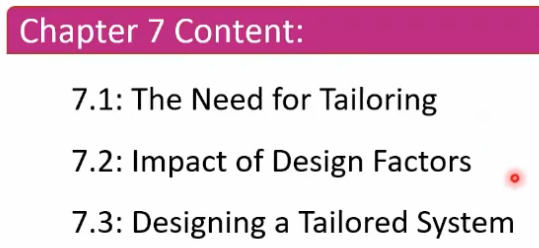 Chapter 7 Content:
7.1: The Need for Tailoring
7.2: Impact of Design Factors
7.3: Designing a Tailored System